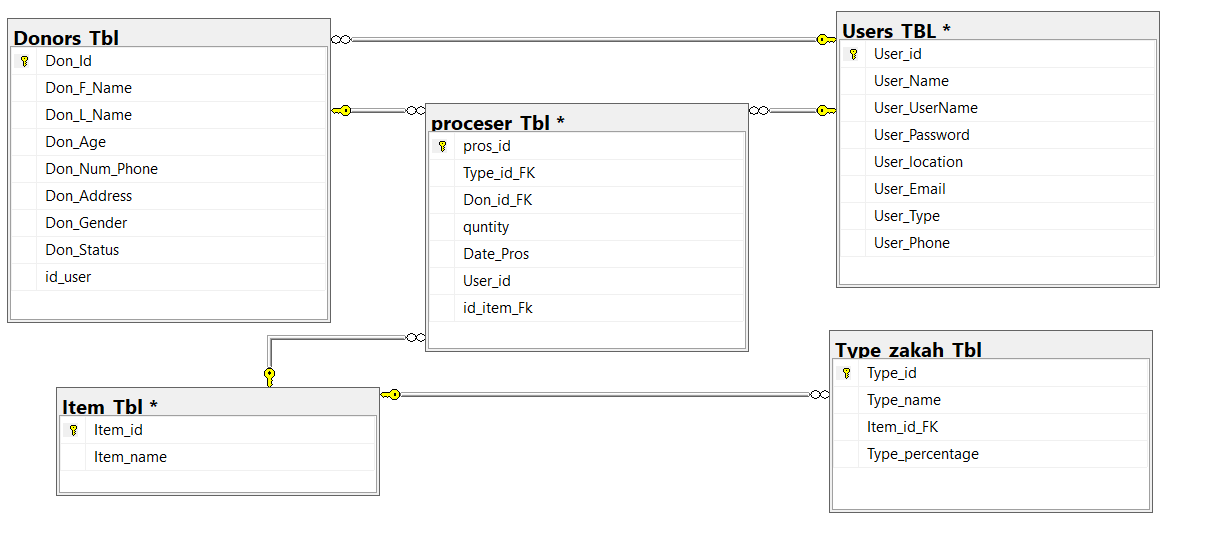 Donors_Tbl
Don_Id
Don_F_Name
Don_L_Name
Don_Age
Don_Num_Phone
Don_Address
Don_Gender
Don_Status
id_user
proceser_Tbl *
pros_id
Type_id_FK
Don_id_FK
quntity
Date_Pros
User_id
id_item_Fk
Users_TBL *
User_id
User_Name
User_UserName
User_Password
User_location
User_Email
User_Type
User_Phone
Item_Tbl *
Item_id
Item_name
Type_zakah_Tbl
Type_id
Type_name
Item_id_FK
Type_percentage